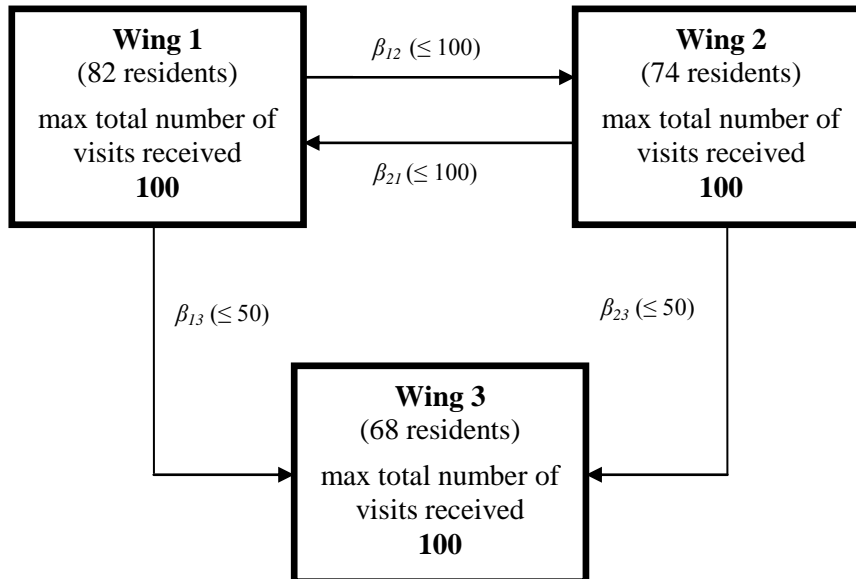 Wing 1
(82 residents)
max total number of
visits received
100
β12 (≤ 100)
Wing 2
(74 residents)
max total number of
visits received
100
β21 (≤ 100)
β13 (≤ 50)
β23 (≤ 50)
Wing 3
(68 residents)
max total number of
visits received
100